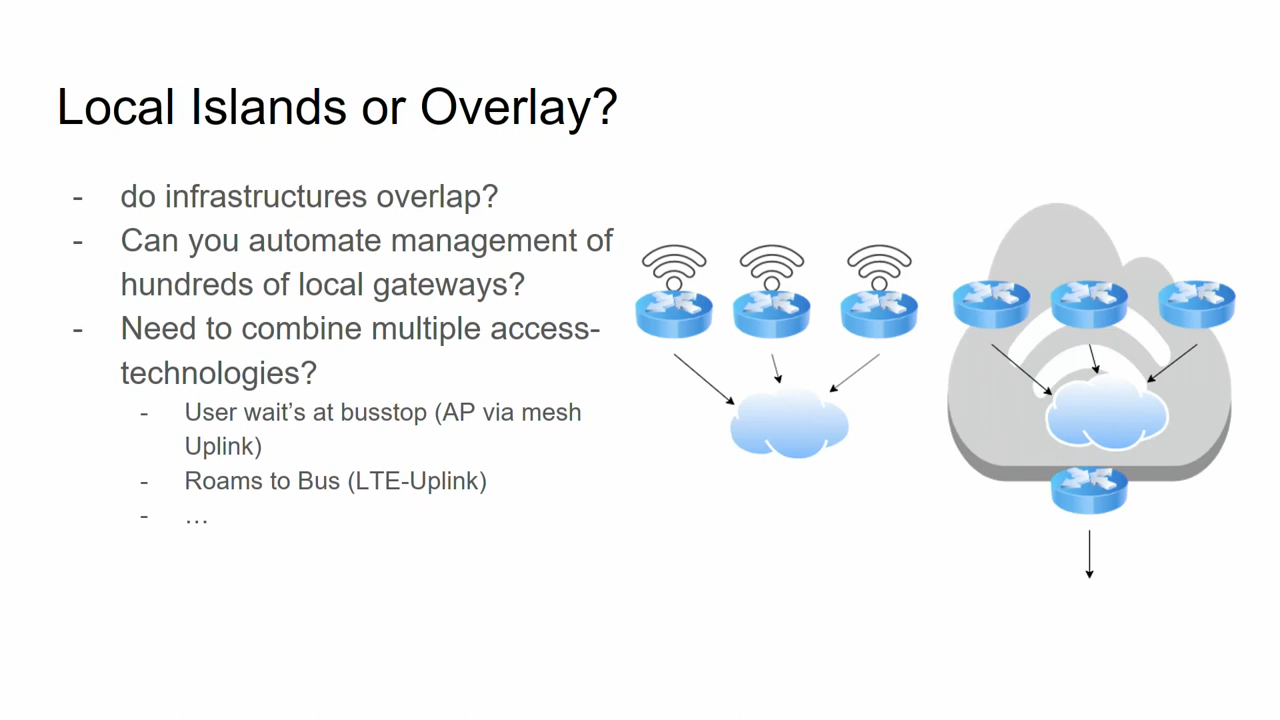 Local Islands or Overlay?
- do infrastructures overlap?
- Can you automate management of
hundreds of local gateways?
- Need to combine multiple access-
technologies?
- User wait's at busstop (AP via mesh
Uplink)
- Roams to Bus (LTE-Uplink)
- …